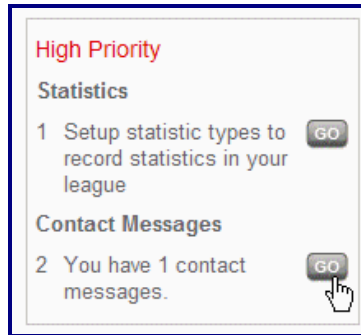 High Priority
Statistics
1 Setup statistic types to GO
record statistics in your
league
Contact Messages
2 You have 1 contact GO
messages.